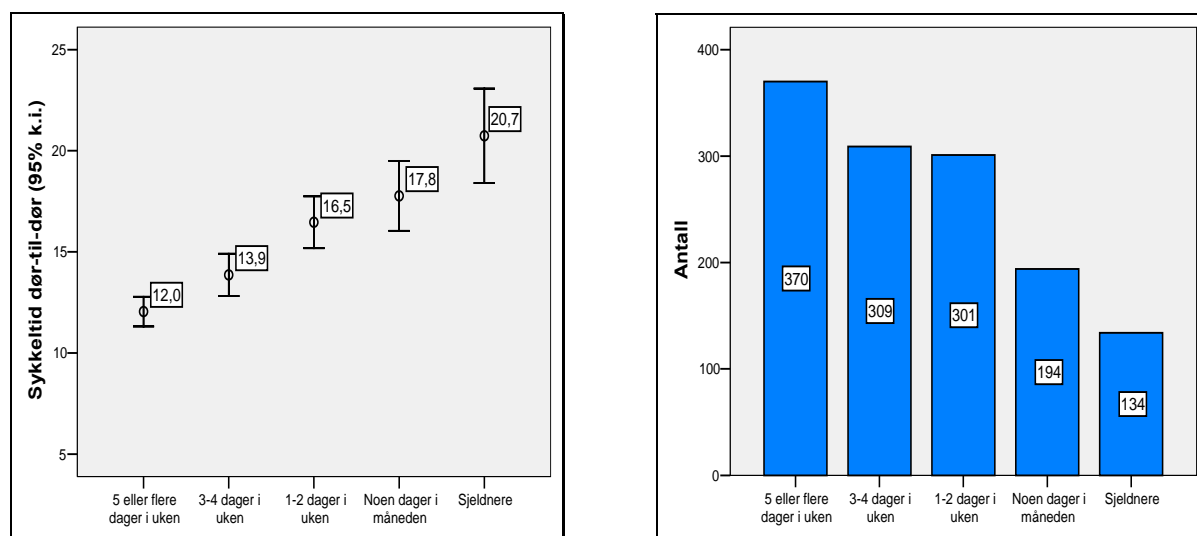 Sykkeltid dør-til-dør (95% k.i.)
25
20
15
10
5
12,0
13,9
16,5
17,8
20,7
5 eller flere
dager i uken
3-4 dager i
uken
1-2 dager i
uken
Noen dager i
måneden
Sjeldnere
Antall
400
300
200
100
0
370
309
301
194
134
5 eller flere
dager i uken
3-4 dager i
uken
1-2 dager i
uken
Noen dager i
måneden
Sjeldnere